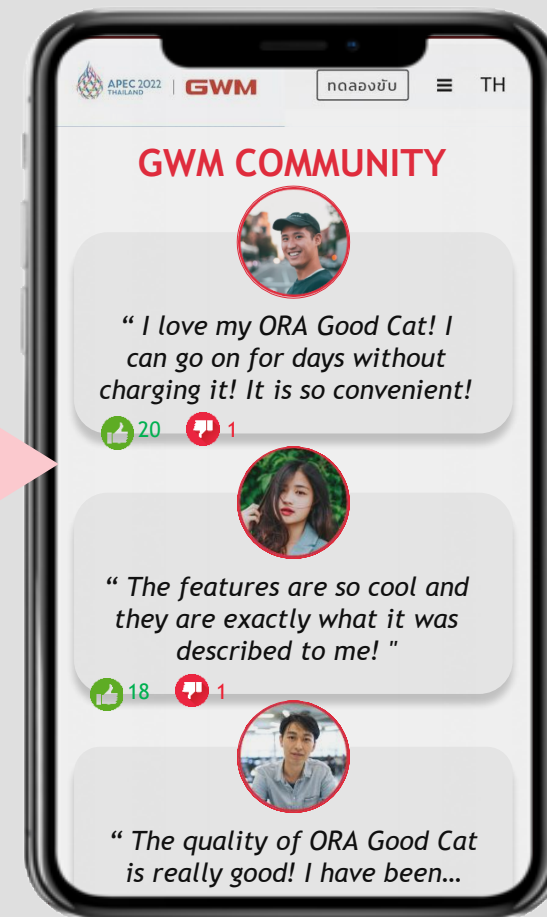 APEC 2022
THAILAND
| GWM
ทดลองขับ
TH
GWM COMMUNITY
“ I love my ORA Good Cat! I
can go on for days without
charging it! It is so convenient!
20 1
“ The features are so cool and
they are exactly what it was
described to me! "
18 1
“ The quality of ORA Good Cat
is really good! I have been…